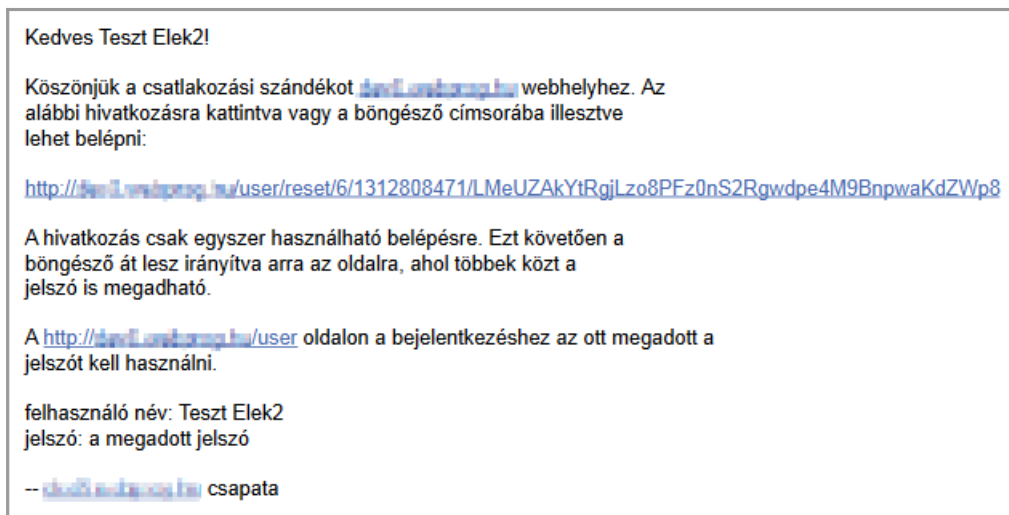 Kedves Teszt Elek2!
Köszönjük a csatlakozási szándékot webhelyhez. Az
alábbi hivatkozásra kattintva vagy a böngésző címsorába illesztve
lehet belépni:
http:// /user/reset/6/1312808471/LMeUZAkYtRgjLzo8PFz0nS2Rgwdpe4M9BnpwaKdZWp8
A hivatkozás csak egyszer használható belépésre. Ezt követően a
böngésző át lesz irányítva arra az oldalra, ahol többek közt a
jelszó is megadható.
A http:// /user oldalon a bejelentkezéshez az ott megadott a
jelszót kell használni.
felhasználó név: Teszt Elek2
jelszó: a megadott jelszó
-- csapata